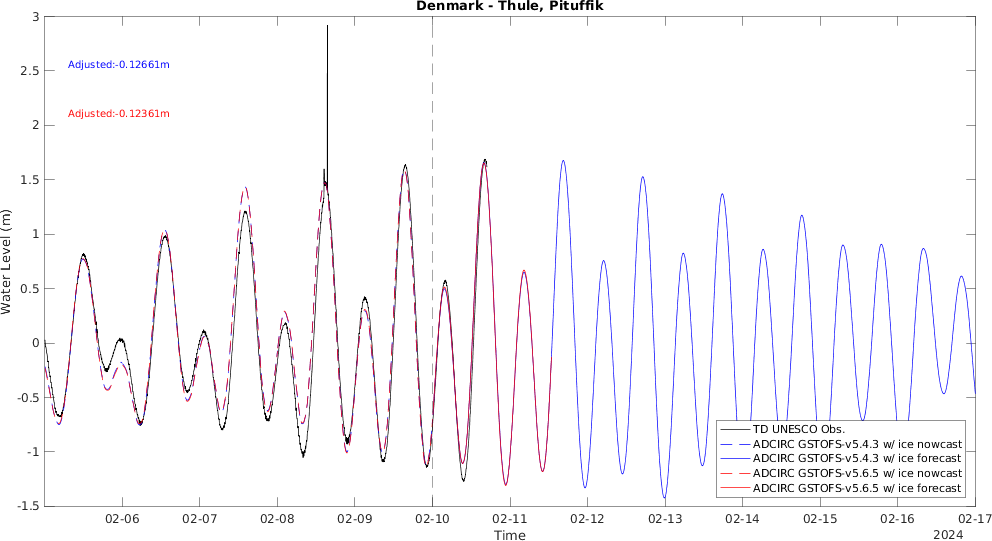 Denmark - Thule, Pituffik
3
2.5
2
1.5
1
0.5
0
-0.5
-1
-1.5
Water Level (m)
Adjusted:-0.12661m
Adjusted:-0.12361m
TD UNESCO Obs.
ADCIRC GSTOFS-v5.4.3 w/ ice nowcast
ADCIRC GSTOFS-v5.4.3 w/ ice forecast
ADCIRC GSTOFS-v5.6.5 w/ ice nowcast
ADCIRC GSTOFS-v5.6.5 w/ ice forecast
02-06 02-07 02-08 02-09 02-10 02-11 02-12 02-13 02-14 02-15 02-16 02-17
Time
2024